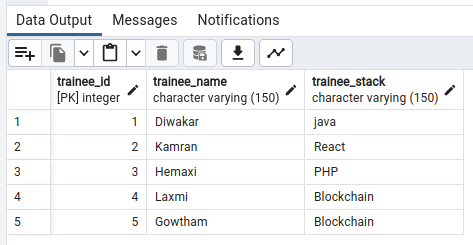 Data Output Messages Notifications
trainee_id trainee_name trainee_stack
[PK] integer character varying (150) character varying (150)
1 1 Diwakar java
2 2 Kamran React
3 3 Hemaxi PHP
4 4 Laxmi Blockchain
5 5 Gowtham Blockchain